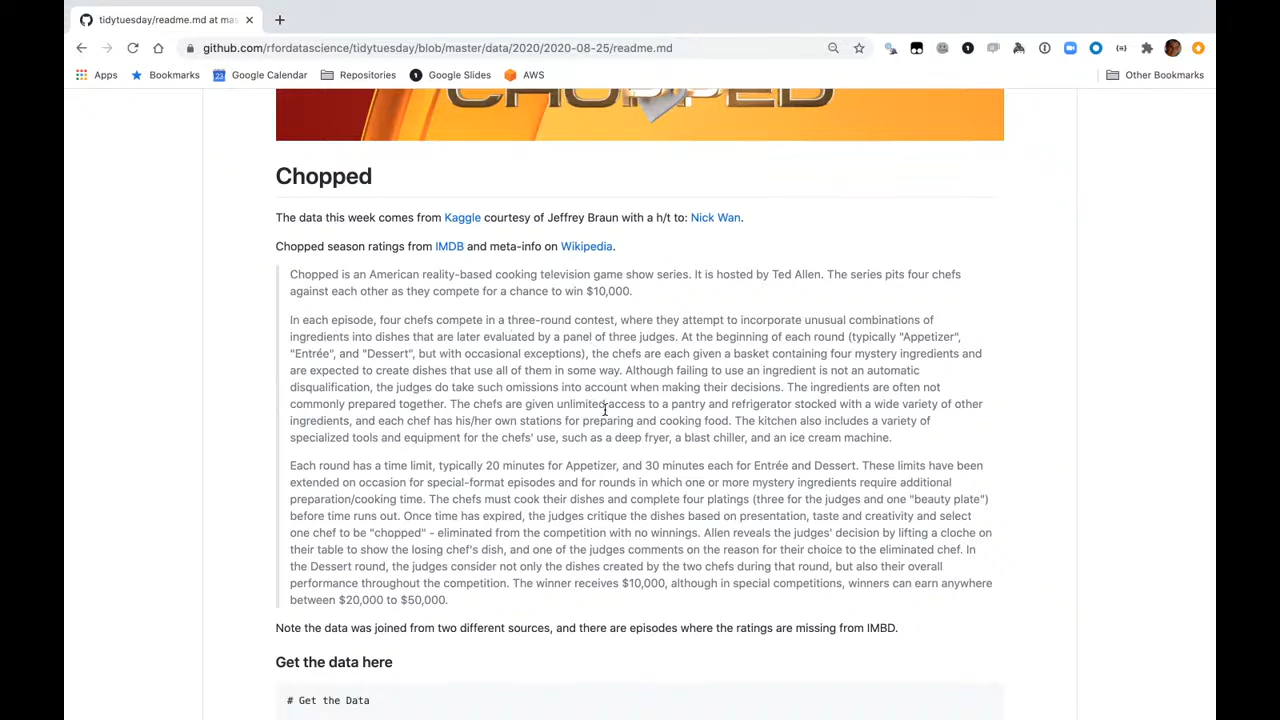 tidytuesday/readme.md at mas
github.com/rfordatascience/tidytuesday/blob/master/data/2020/2020-08-25/readme.md
Apps Bookmarks Google Calendar Repositories Google Slides AWS Other Bookmarks
CHOPPED
Chopped
The data this week comes from Kaggle courtesy of Jeffrey Braun with a h/t to: Nick Wan.
Chopped season ratings from IMDB and meta-info on Wikipedia.
Chopped is an American reality-based cooking television game show series. It is hosted by Ted Allen. The series pits four chefs
against each other as they compete for a chance to win $10,000.
In each episode, four chefs compete in a three-round contest, where they attempt to incorporate unusual combinations of
ingredients into dishes that are later evaluated by a panel of three judges. At the beginning of each round (typically "Appetizer",
"Entrée", and "Dessert", but with occasional exceptions), the chefs are each given a basket containing four mystery ingredients and
are expected to create dishes that use all of them in some way. Although failing to use an ingredient is not an automatic
disqualification, the judges do take such omissions into account when making their decisions. The ingredients are often not
commonly prepared together. The chefs are given unlimited access to a pantry and refrigerator stocked with a wide variety of other
ingredients, and each chef has his/her own stations for preparing and cooking food. The kitchen also includes a variety of
specialized tools and equipment for the chefs' use, such as a deep fryer, a blast chiller, and an ice cream machine.
Each round has a time limit, typically 20 minutes for Appetizer, and 30 minutes each for Entrée and Dessert. These limits have been
extended on occasion for special-format episodes and for rounds in which one or more mystery ingredients require additional
preparation/cooking time. The chefs must cook their dishes and complete four platings (three for the judges and one "beauty plate")
before time runs out. Once time has expired, the judges critique the dishes based on presentation, taste and creativity and select
one chef to be "chopped" - eliminated from the competition with no winnings. Allen reveals the judges' decision by lifting a cloche on
their table to show the losing chef's dish, and one of the judges comments on the reason for their choice to the eliminated chef. In
the Dessert round, the judges consider not only the dishes created by the two chefs during that round, but also their overall
performance throughout the competition. The winner receives $10,000, although in special competitions, winners can earn anywhere
between $20,000 to $50,000.
Note the data was joined from two different sources, and there are episodes where the ratings are missing from IMBD.
Get the data here
# Get the Data